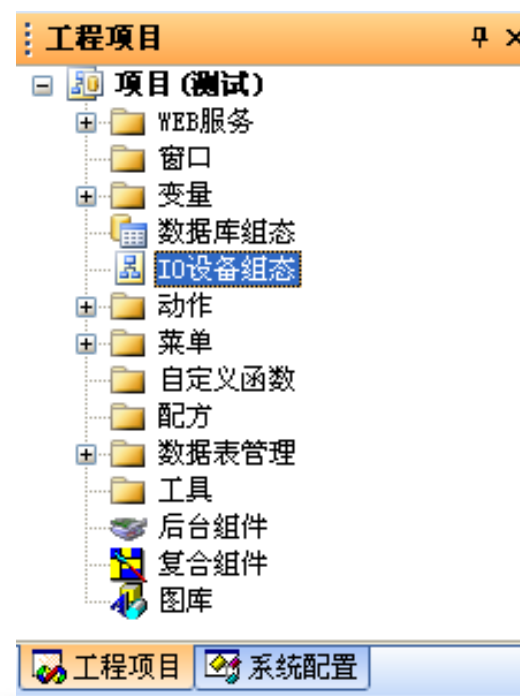 工程项目
项目 (测试)
WEB服务
窗口
变量
数据库组态
IO设备组态
动作
菜单
自定义函数
配方
数据表管理
工具
后台组件
复合组件
图库
工程项目 系统配置